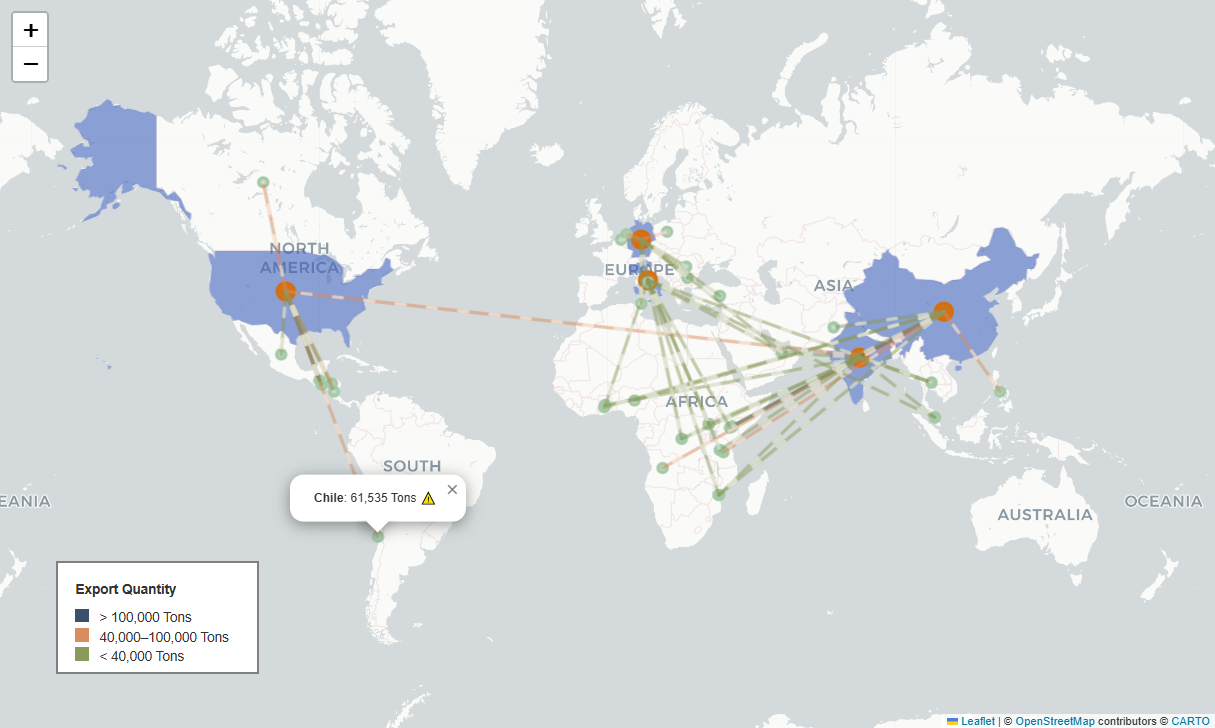 +
−
NORTH
AMERICA
EUROPE
ASIA
AFRICA
SOUTH
Chile: 61,535 Tons ⚠ ×
EANIA
AUSTRALIA
OCEANIA
Export Quantity
> 100,000 Tons
40,000–100,000 Tons
< 40,000 Tons
Leaflet | © OpenStreetMap contributors © CARTO